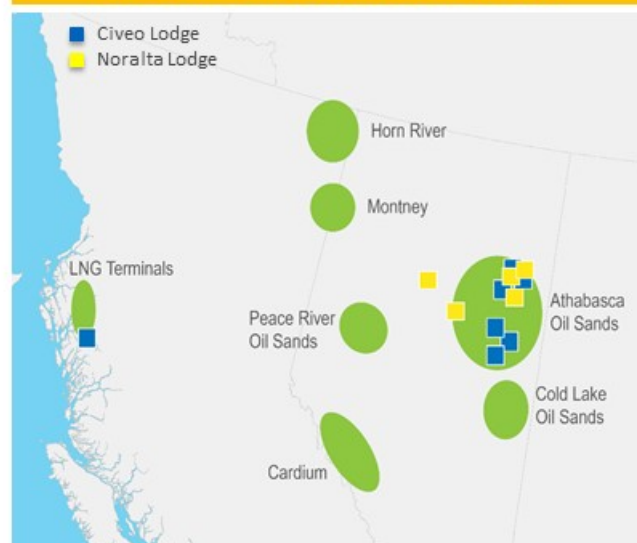 Civeo Lodge
Noralta Lodge
Horn River
Montney
LNG Terminals
Peace River
Oil Sands
Athabasca
Oil Sands
Cold Lake
Oil Sands
Cardium